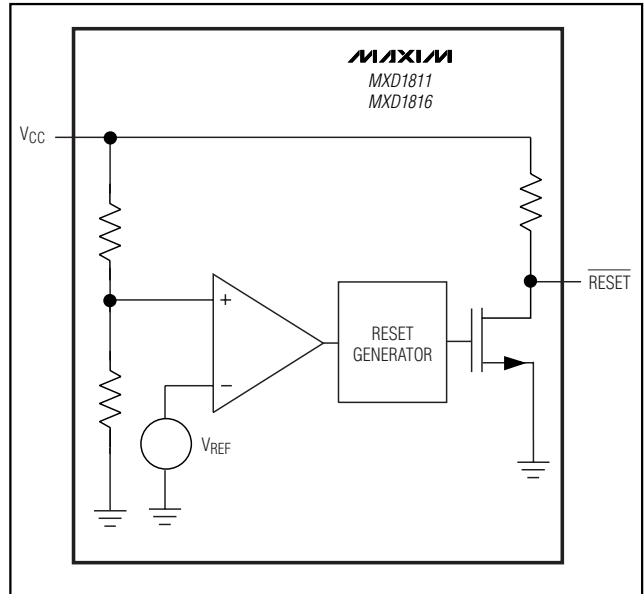 MAXIM
MXD1811
MXD1816
VCC
+
RESET
RESET
GENERATOR
−
VREF